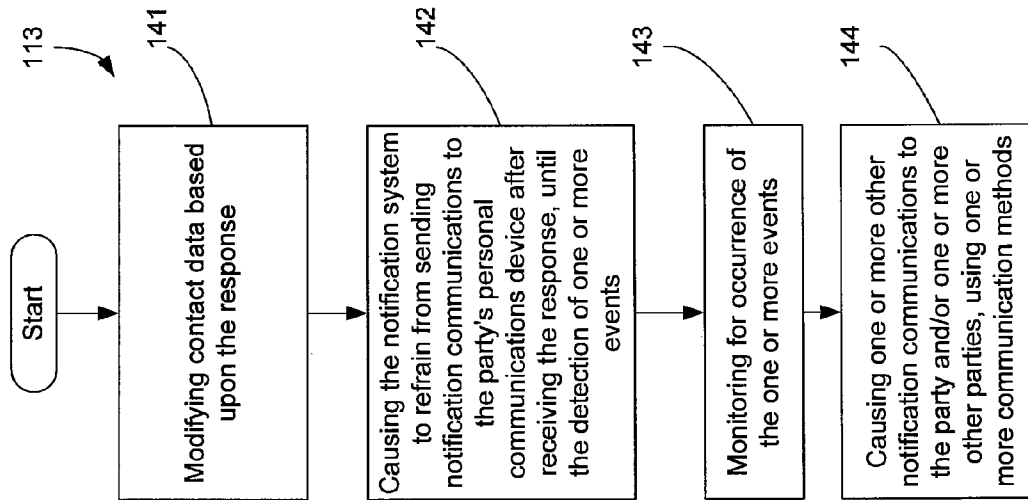 113
Start
141
Modifying contact data based
upon the response
142
Causing the notification system
to refrain from sending
notification communications to
the party's personal
communications device after
receiving the response, until
the detection of one or more
events
143
Monitoring for occurrence of
the one or more events
144
Causing one or more other
notification communications to
the party and/or one or more
other parties, using one or
more communication methods